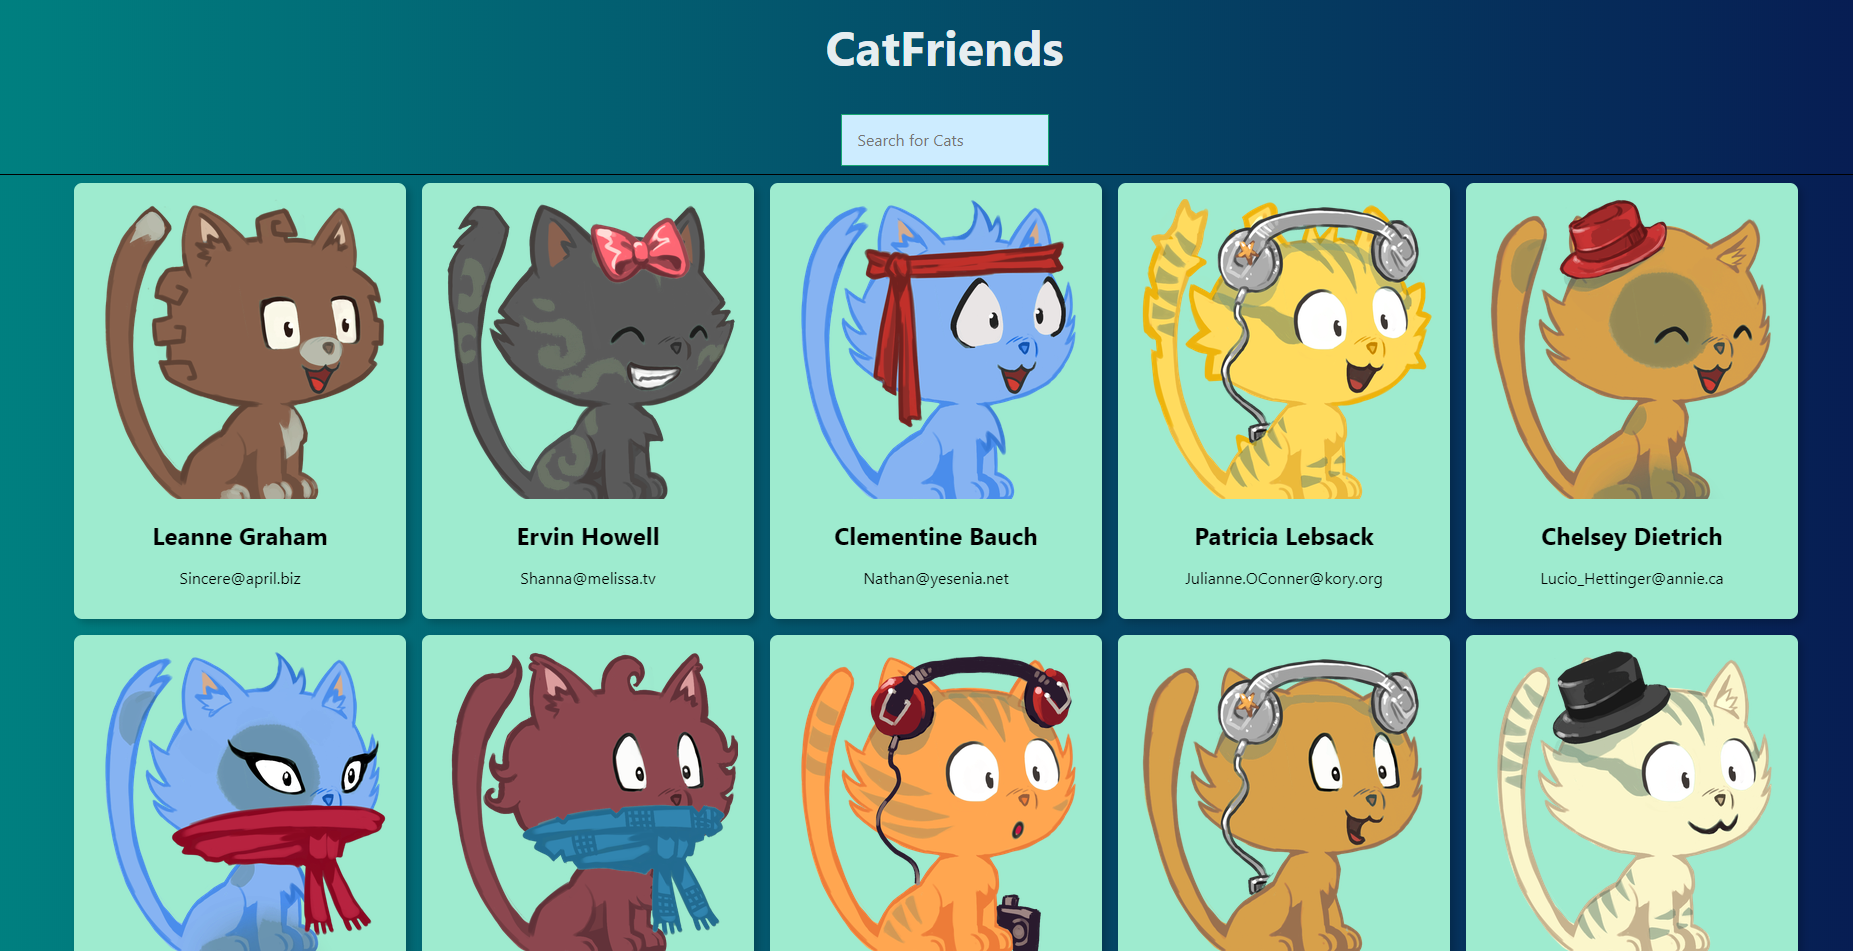 CatFriends
Search for Cats
Leanne Graham
Sincere@april.biz
Ervin Howell
Shanna@melissa.tv
Clementine Bauch
Nathan@yesenia.net
Patricia Lebsack
Julianne.OConner@kory.org
Chelsey Dietrich
Lucio_Hettinger@annie.ca